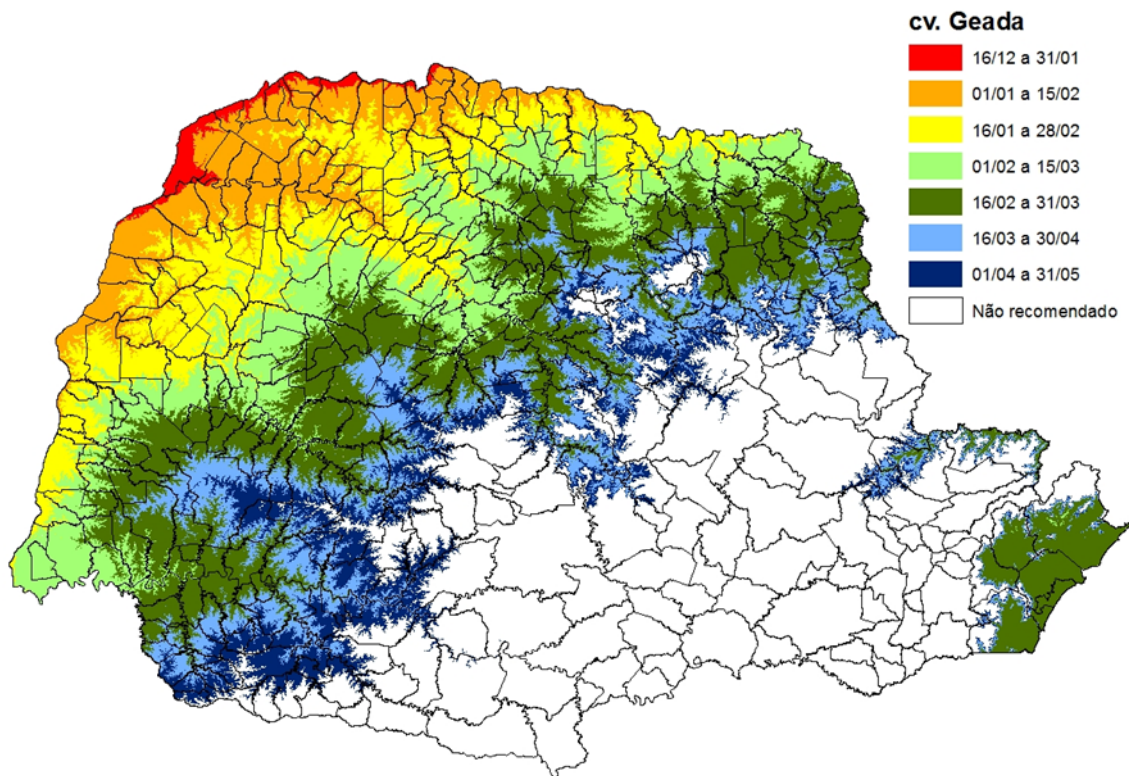 cv. Geada
16/12 a 31/01
01/01 a 15/02
16/01 a 28/02
01/02 a 15/03
16/02 a 31/03
16/03 a 30/04
01/04 a 31/05
Não recomendado